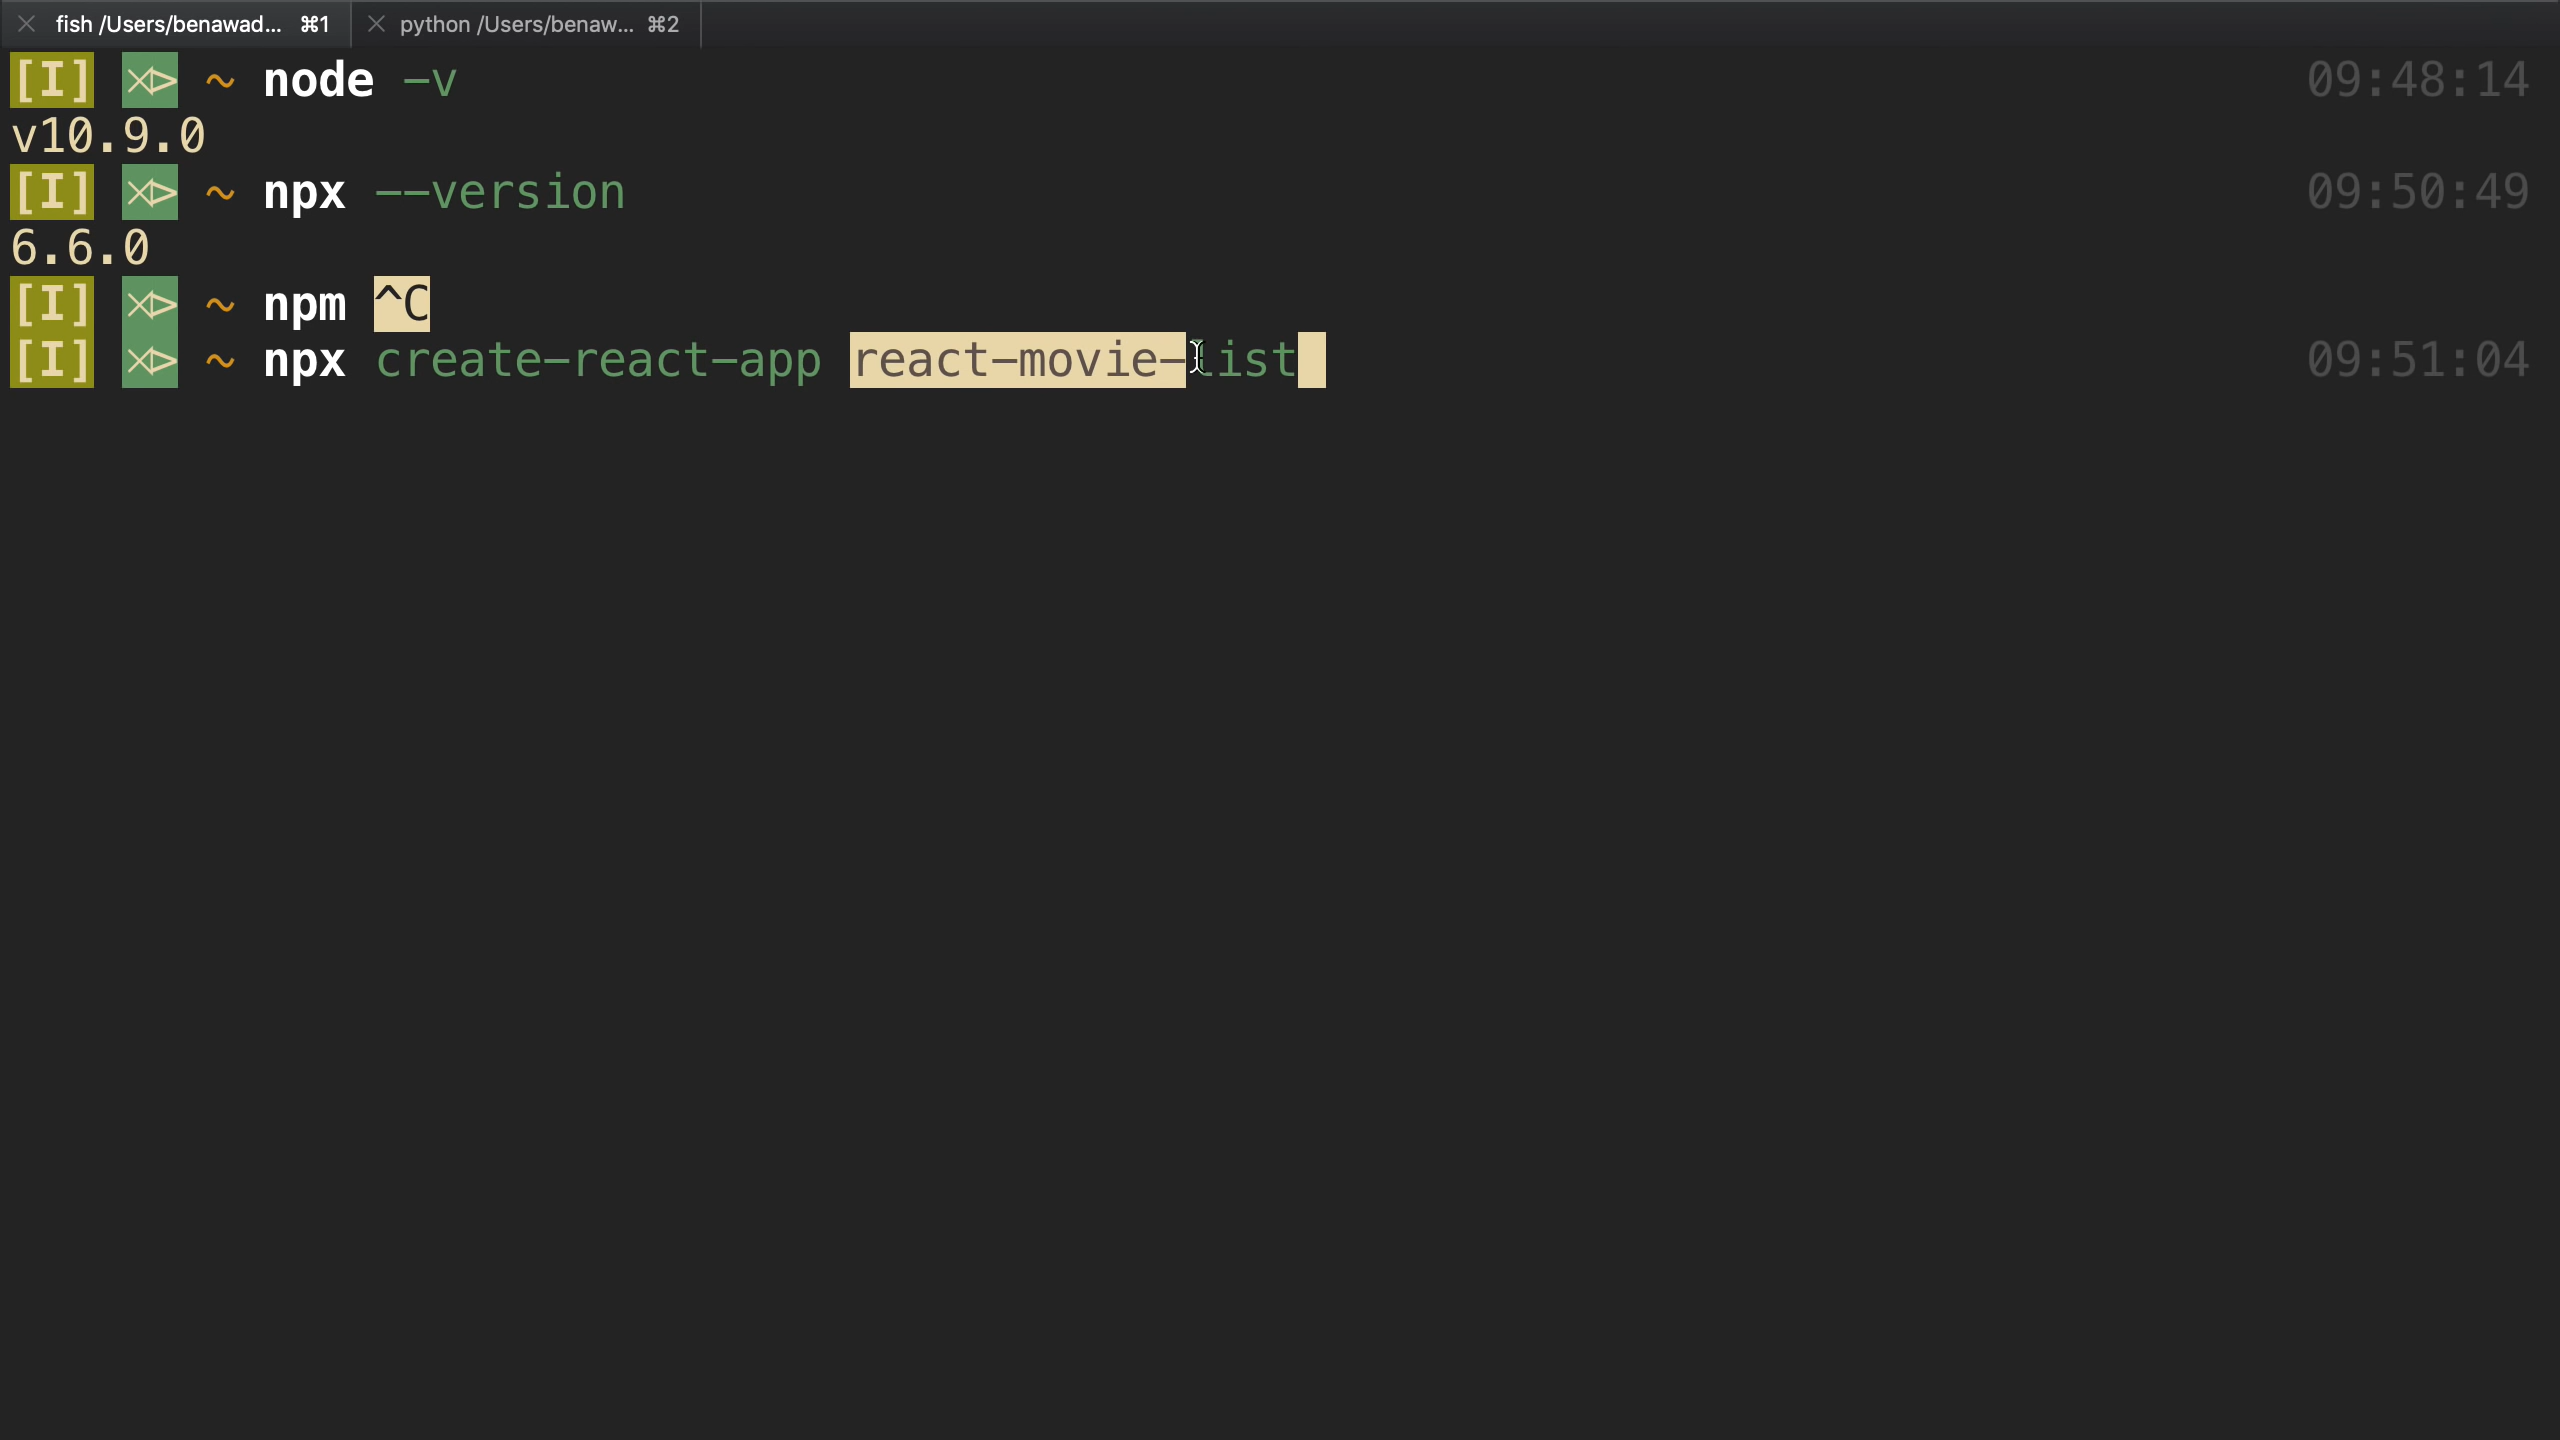 fish /Users/benawad... ⌘1 python /Users/benaw... ⌘2
[I] ⋊> ~ node -v 09:48:14
v10.9.0
[I] ⋊> ~ npx --version 09:50:49
6.6.0
[I] ⋊> ~ npm ^C
[I] ⋊> ~ npx create-react-app react-movie-list 09:51:04